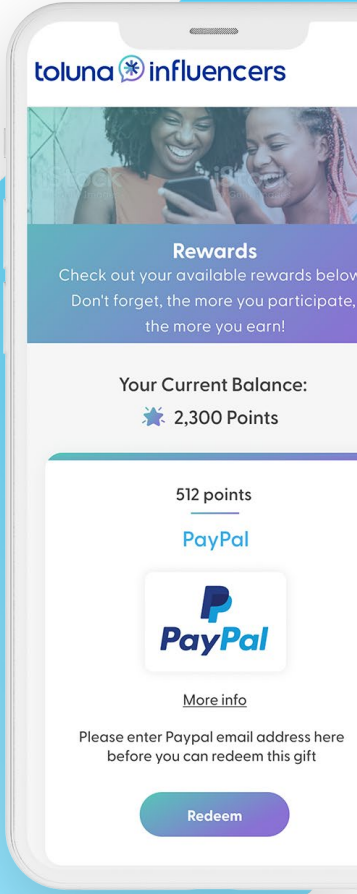 toluna influencers
iStock
Rewards
Check out your available rewards below
Don't forget, the more you participate,
the more you earn!
Your Current Balance:
2,300 Points
512 points
PayPal
PayPal
More info
Please enter Paypal email address here
before you can redeem this gift
Redeem